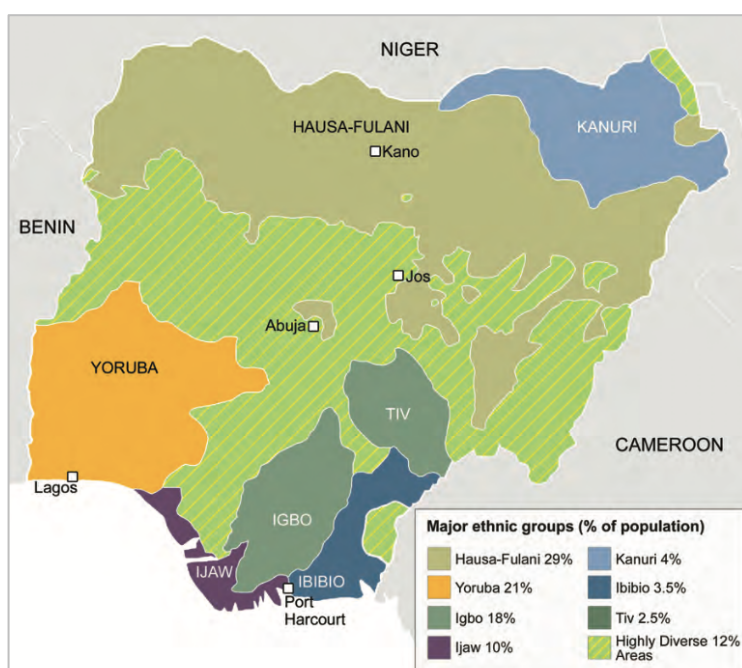 NIGER
HAUSA-FULANI
KANURI
Kano
BENIN
Jos
Abuja
YORUBA
TIV
CAMEROON
Lagos
IGBO
IJAW
IBIBIO
Port
Harcourt
Major ethnic groups (% of population)
Hausa-Fulani 29%
Kanuri 4%
Yoruba 21%
Ibibio 3.5%
Igbo 18%
Tiv 2.5%
Ijaw 10%
Highly Diverse 12%
Areas